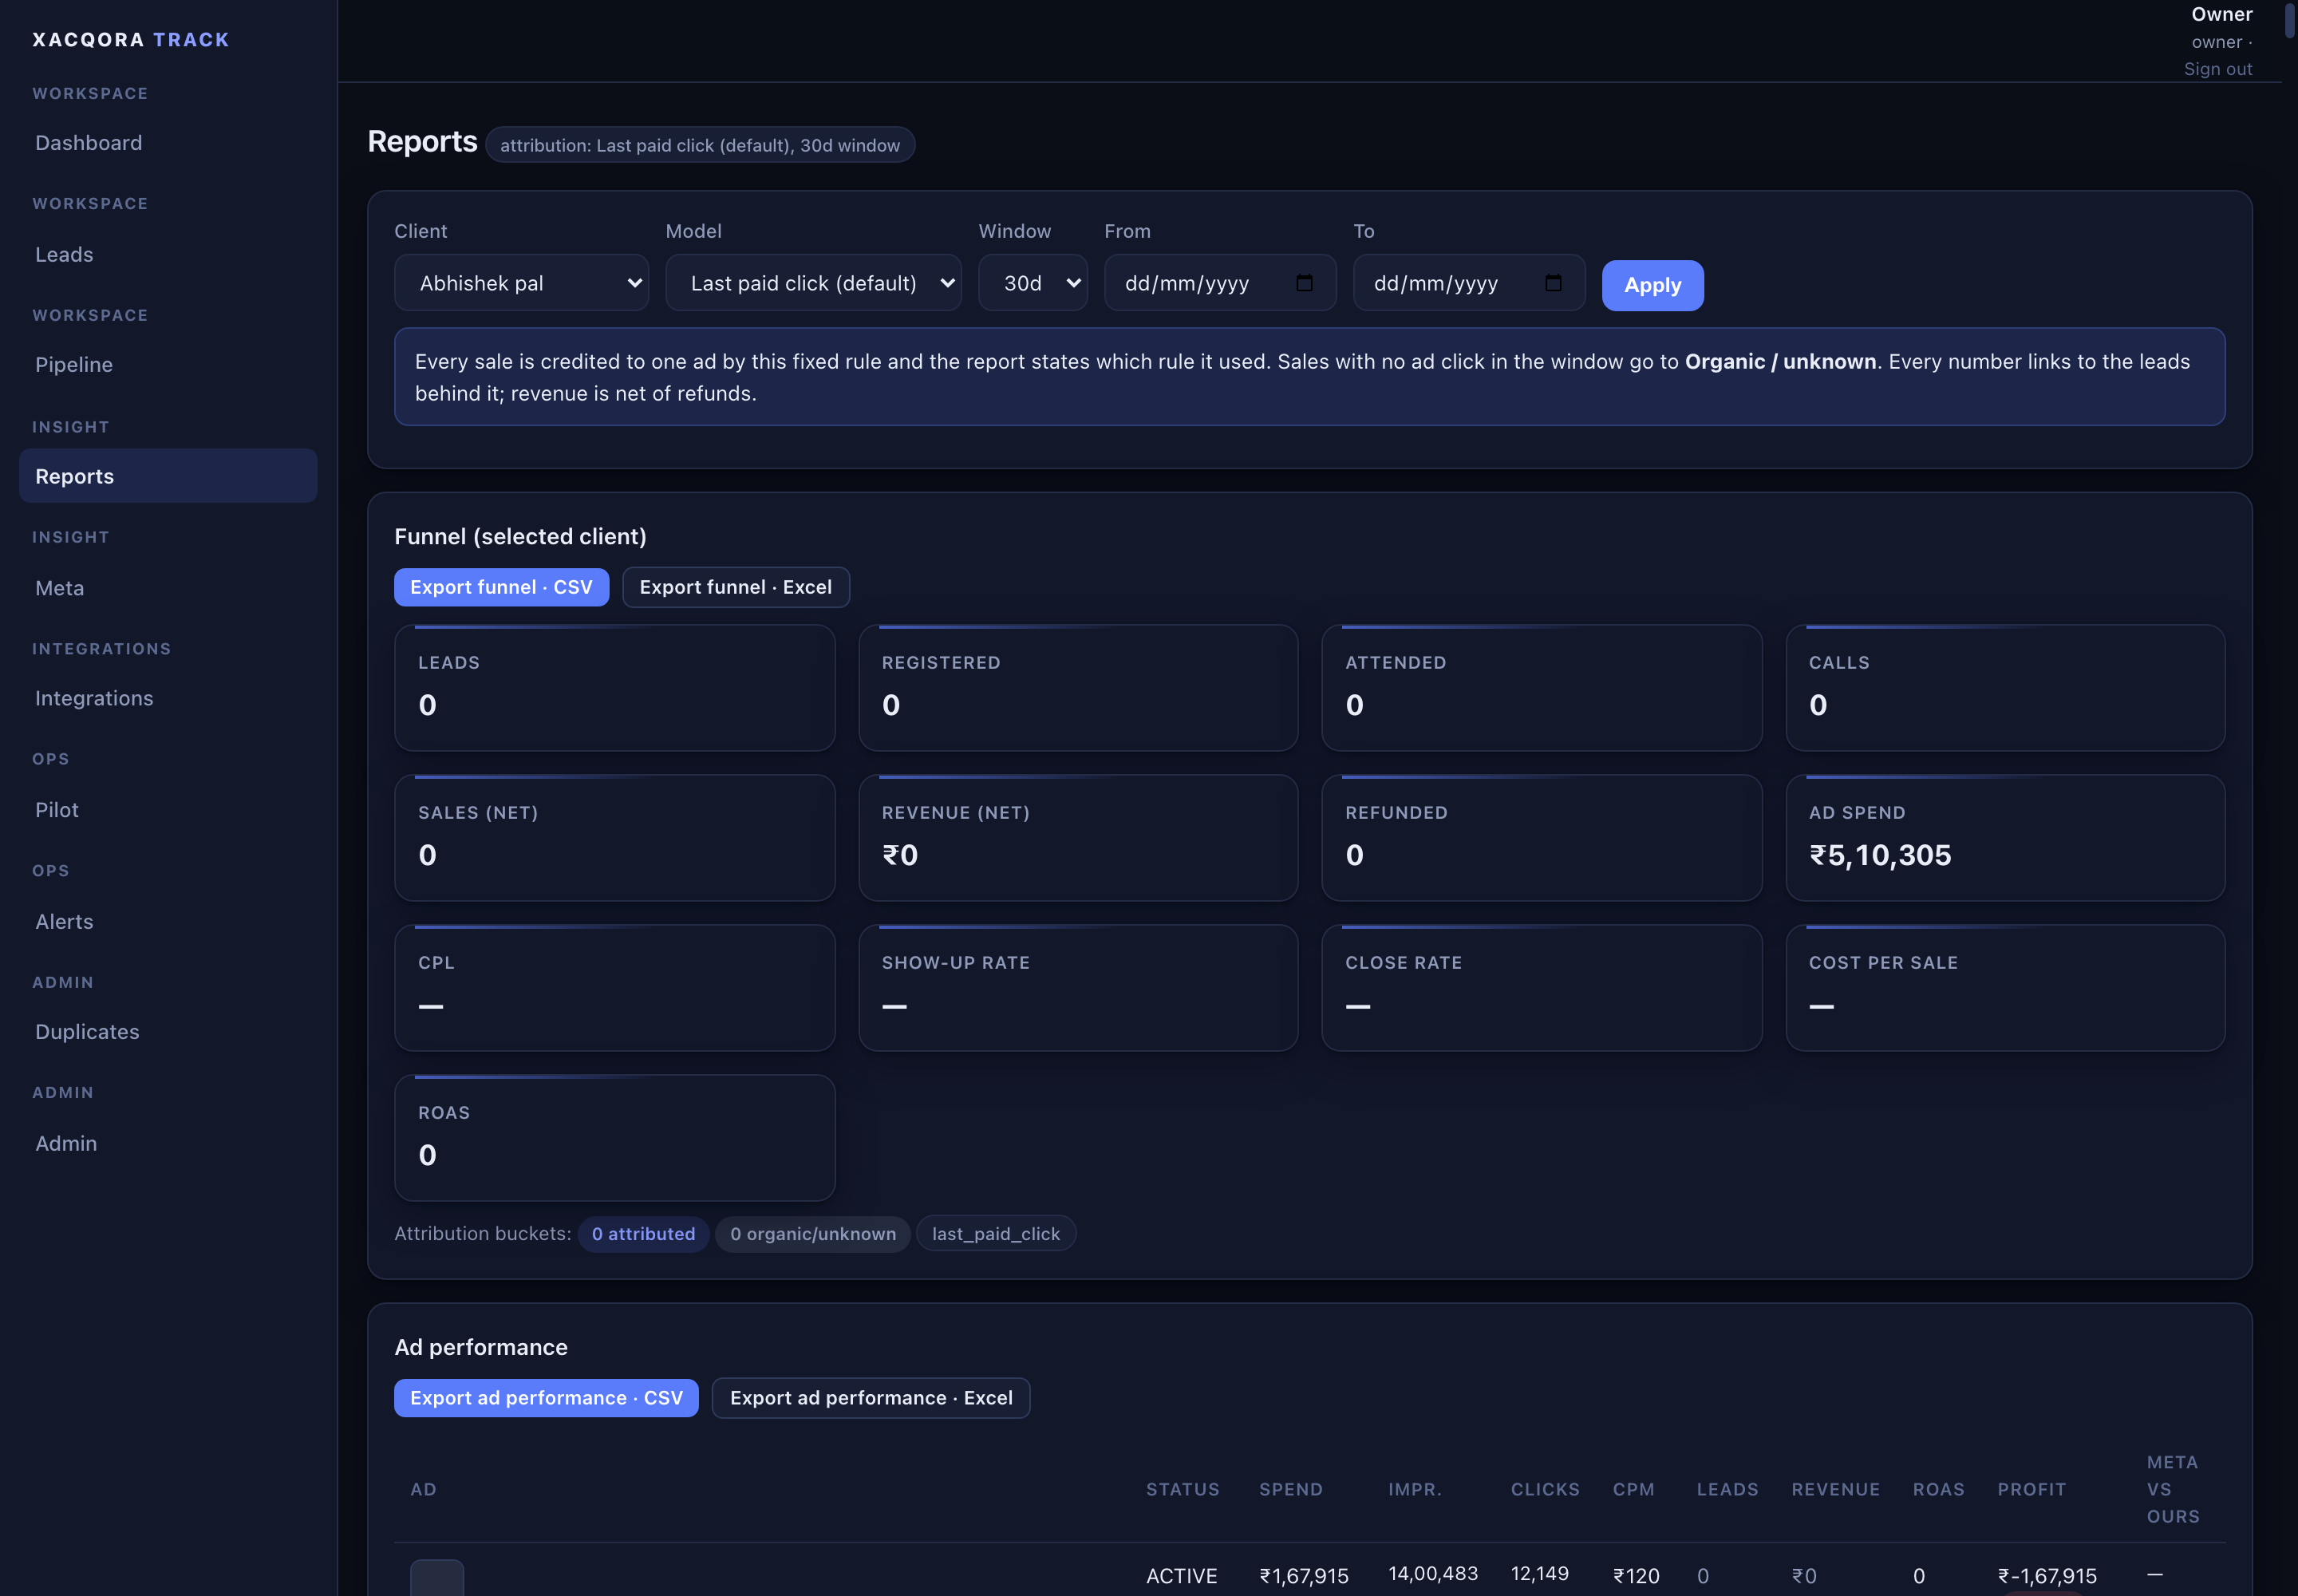 XACQORA TRACK
WORKSPACE
Dashboard
WORKSPACE
Leads
WORKSPACE
Pipeline
INSIGHT
Reports
INSIGHT
Meta
INTEGRATIONS
Integrations
OPS
Pilot
OPS
Alerts
ADMIN
Duplicates
ADMIN
Admin
Owner
owner ·
Sign out
Reports attribution: Last paid click (default), 30d window
Client Model Window From To
Abhishek pal Last paid click (default) 30d dd/mm/yyyy dd/mm/yyyy Apply
Every sale is credited to one ad by this fixed rule and the report states which rule it used. Sales with no ad click in the window go to Organic / unknown. Every number links to the leads
behind it; revenue is net of refunds.
Funnel (selected client)
Export funnel · CSV Export funnel · Excel
LEADS REGISTERED ATTENDED CALLS
0 0 0 0
SALES (NET) REVENUE (NET) REFUNDED AD SPEND
0 ₹0 0 ₹5,10,305
CPL SHOW-UP RATE CLOSE RATE COST PER SALE
— — — —
ROAS
0
Attribution buckets: 0 attributed 0 organic/unknown last_paid_click
Ad performance
Export ad performance · CSV Export ad performance · Excel
AD STATUS SPEND IMPR. CLICKS CPM LEADS REVENUE ROAS PROFIT META VS OURS
ACTIVE ₹1,67,915 14,00,483 12,149 ₹120 0 ₹0 0 ₹-1,67,915 —